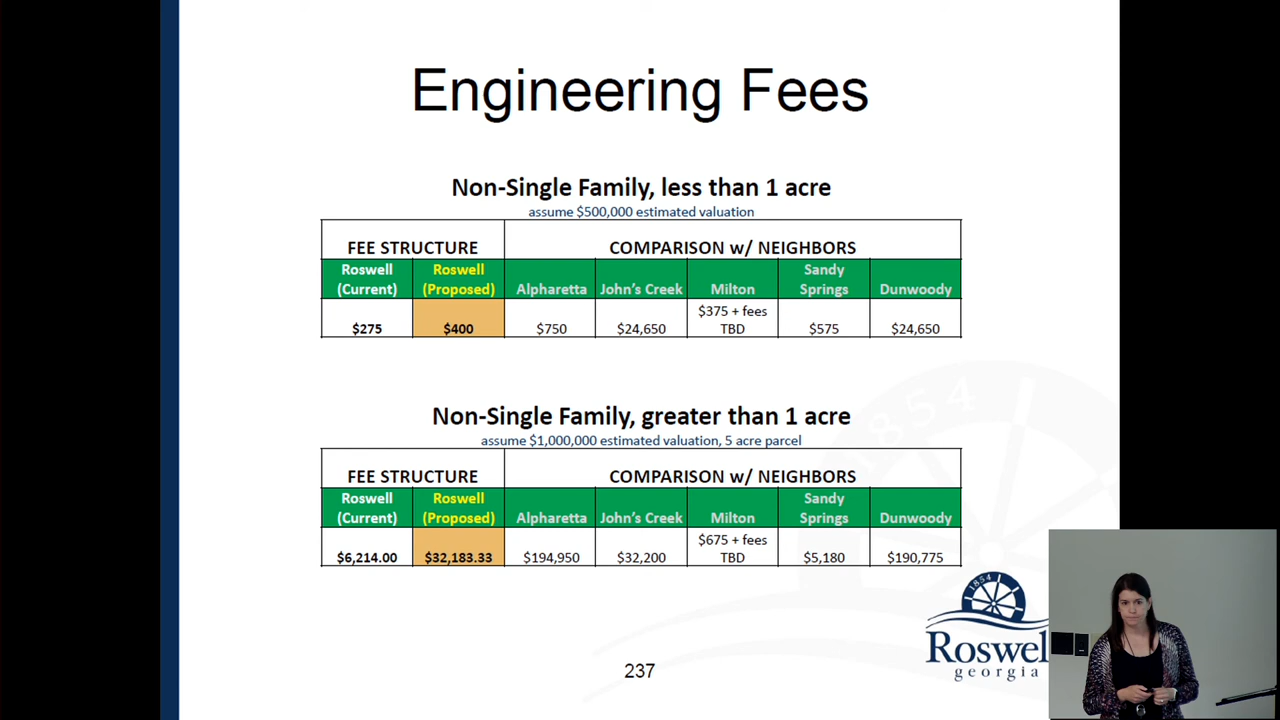 Engineering Fees
Non-Single Family, less than 1 acre
assume $500,000 estimated valuation
FEE STRUCTURE COMPARISON w/ NEIGHBORS
Roswell (Current) Roswell (Proposed) Alpharetta John's Creek Milton Sandy Springs Dunwoody
$275 $400 $750 $24,650 $375 + fees TBD $575 $24,650
Non-Single Family, greater than 1 acre
assume $1,000,000 estimated valuation, 5 acre parcel
FEE STRUCTURE COMPARISON w/ NEIGHBORS
Roswell (Current) Roswell (Proposed) Alpharetta John's Creek Milton Sandy Springs Dunwoody
$6,214.00 $32,183.33 $194,950 $32,200 $675 + fees TBD $5,180 $190,775
1854
1854
Roswel
georgia
237